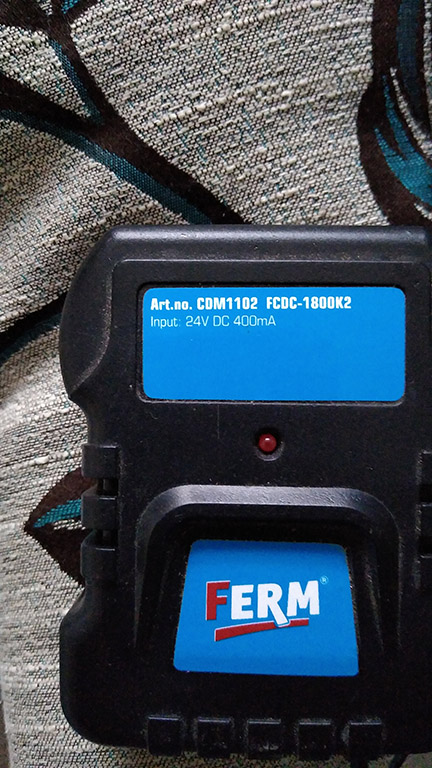 Art.no. CDM1102 FCDC-1800K2
Input: 24V DC 400mA
FERM®